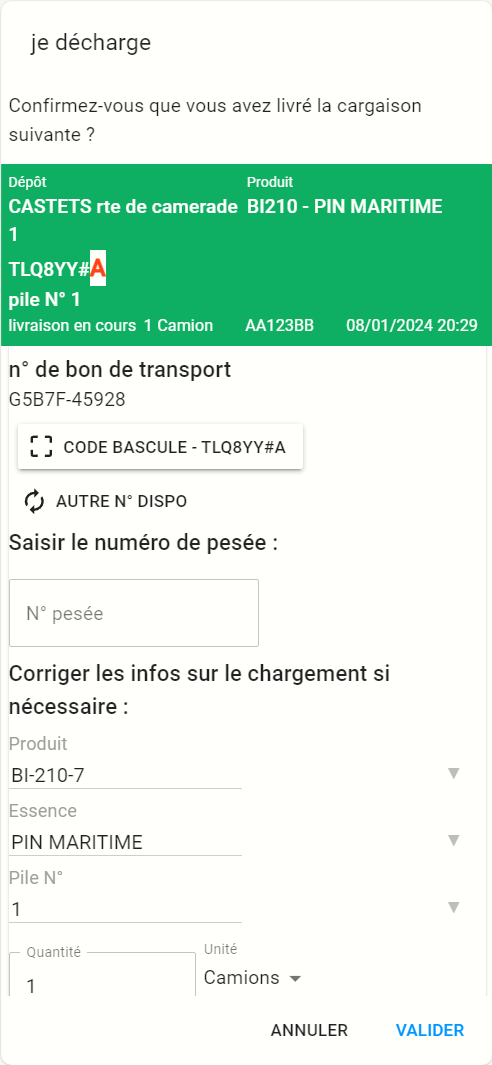 je décharge
Confirmez-vous que vous avez livré la cargaison
suivante ?
Dépôt Produit
CASTETS rte de camerade BI210 - PIN MARITIME
1
TLQ8YY#A
pile N° 1
livraison en cours 1 Camion AA123BB 08/01/2024 20:29
n° de bon de transport
G5B7F-45928
CODE BASCULE - TLQ8YY#A
AUTRE N° DISPO
Saisir le numéro de pesée :
N° pesée
Corriger les infos sur le chargement si
nécessaire :
Produit
BI-210-7
Essence
PIN MARITIME
Pile N°
1
Quantité Unité
1 Camions
ANNULER VALIDER